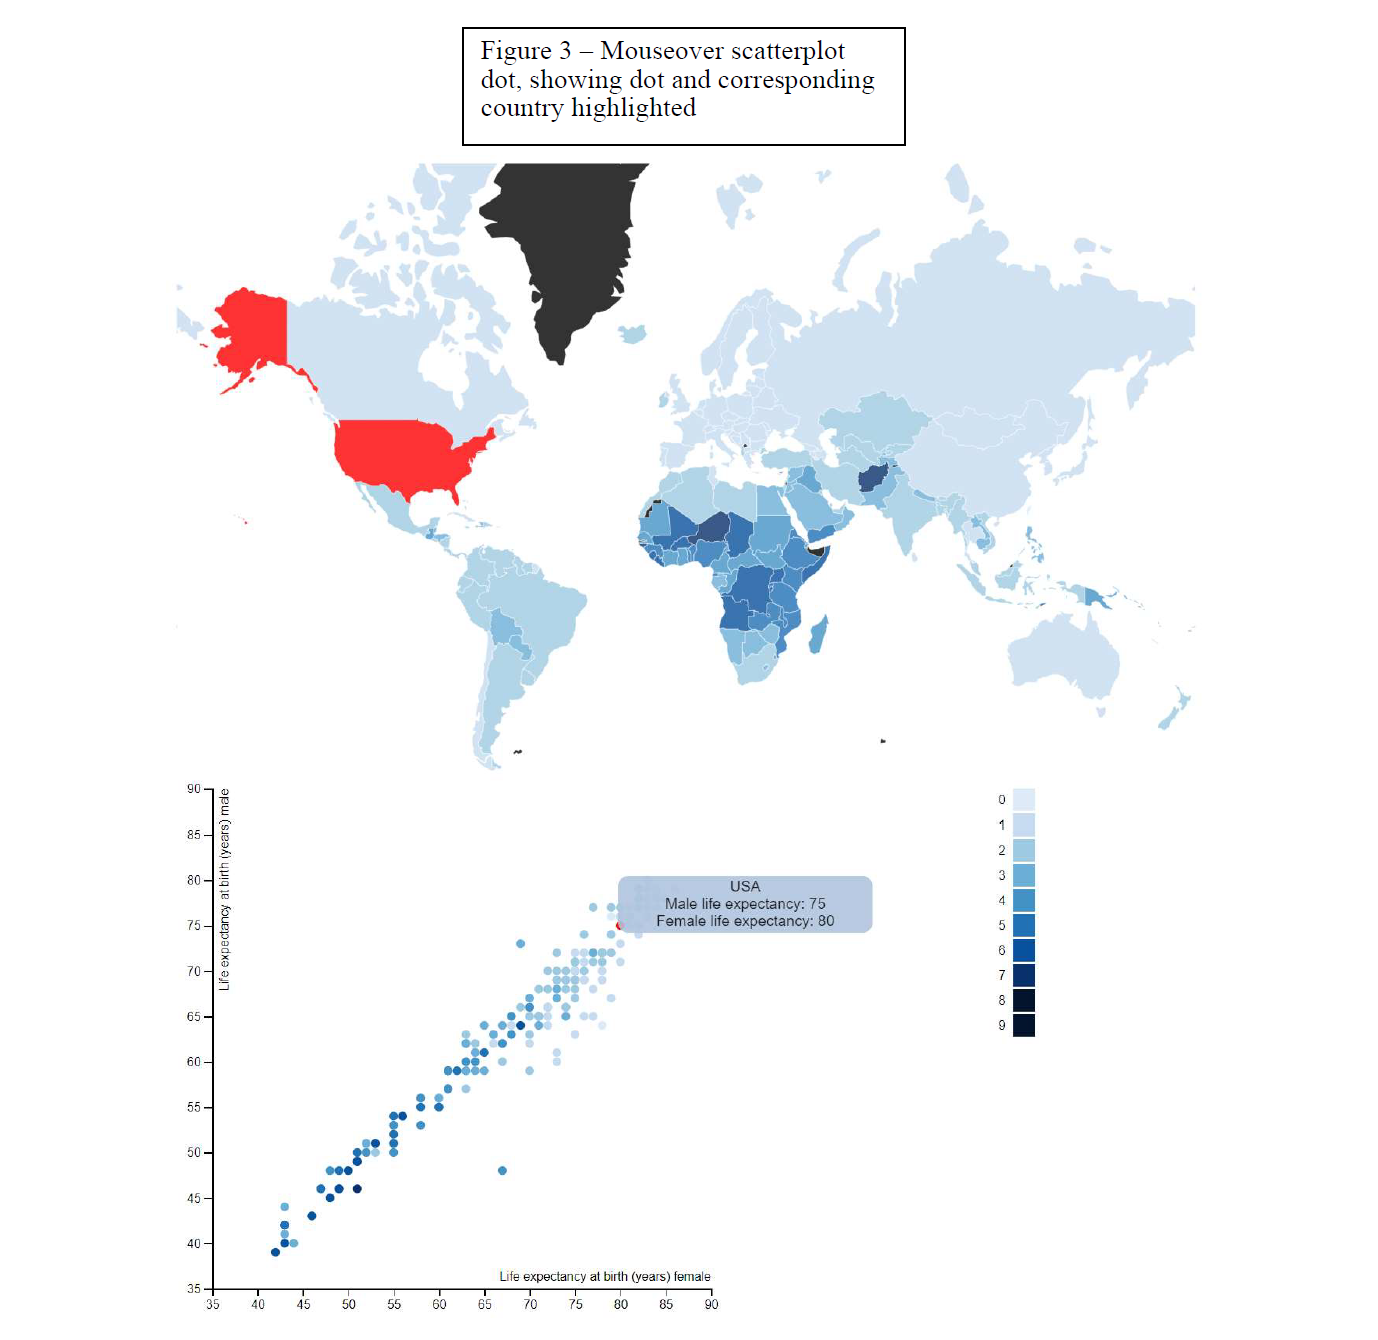 Figure 3 – Mouseover scatterplot
dot, showing dot and corresponding
country highlighted
90
85
80
75
70
65
60
55
50
45
40
35
Life expectancy at birth (years) male
USA
Male life expectancy: 75
Female life expectancy: 80
0
1
2
3
4
5
6
7
8
9
Life expectancy at birth (years) female
35 40 45 50 55 60 65 70 75 80 85 90